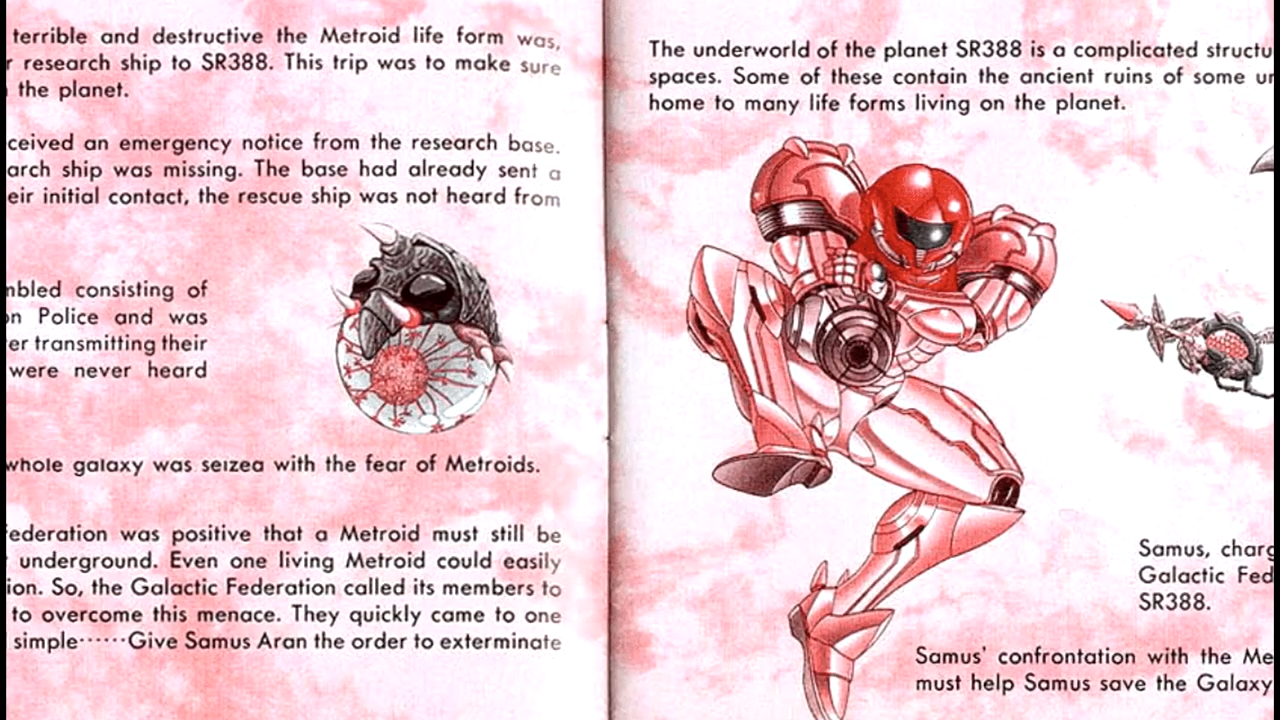 terrible and destructive the Metroid life form was,
research ship to SR388. This trip was to make sure
the planet.
ceived an emergency notice from the research base.
arch ship was missing. The base had already sent a
eir initial contact, the rescue ship was not heard from
nbled consisting of
on Police and was
er transmitting their
were never heard
whole galaxy was seized with the fear of Metroids.
ederation was positive that a Metroid must still be
underground. Even one living Metroid could easily
ion. So, the Galactic Federation called its members to
to overcome this menace. They quickly came to one
simple······Give Samus Aran the order to exterminate
The underworld of the planet SR388 is a complicated structu
spaces. Some of these contain the ancient ruins of some un
home to many life forms living on the planet.
Samus, charg
Galactic Fed
SR388.
Samus' confrontation with the Me
must help Samus save the Galaxy